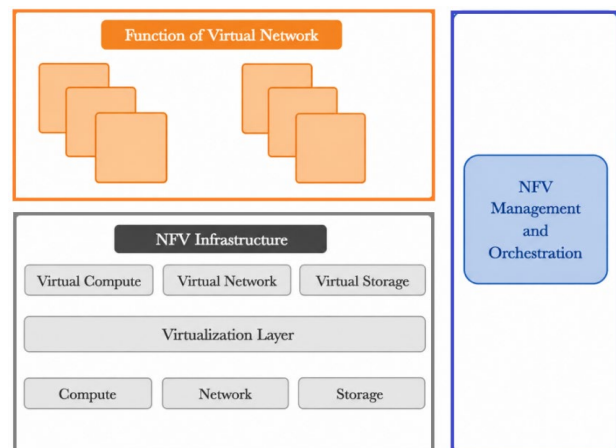 Function of Virtual Network
NFV Infrastructure
Virtual Compute
Virtual Network
Virtual Storage
Virtualization Layer
Compute
Network
Storage
NFV
Management
and
Orchestration